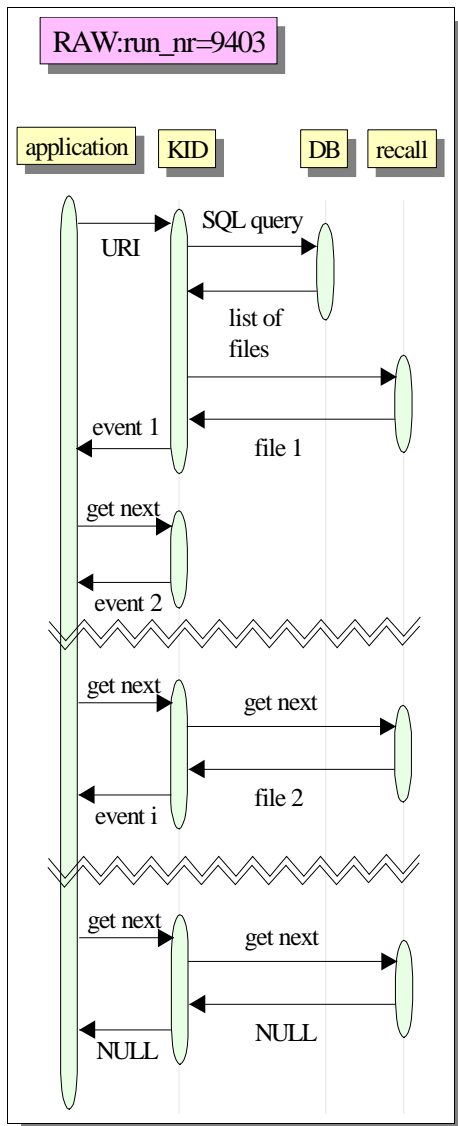 RAW:run_nr=9403
application
KID
DB
recall
SQL query
URI
list of
files
event 1
file 1
get next
event 2
get next
get next
file 2
event i
get next
get next
NULL
NULL